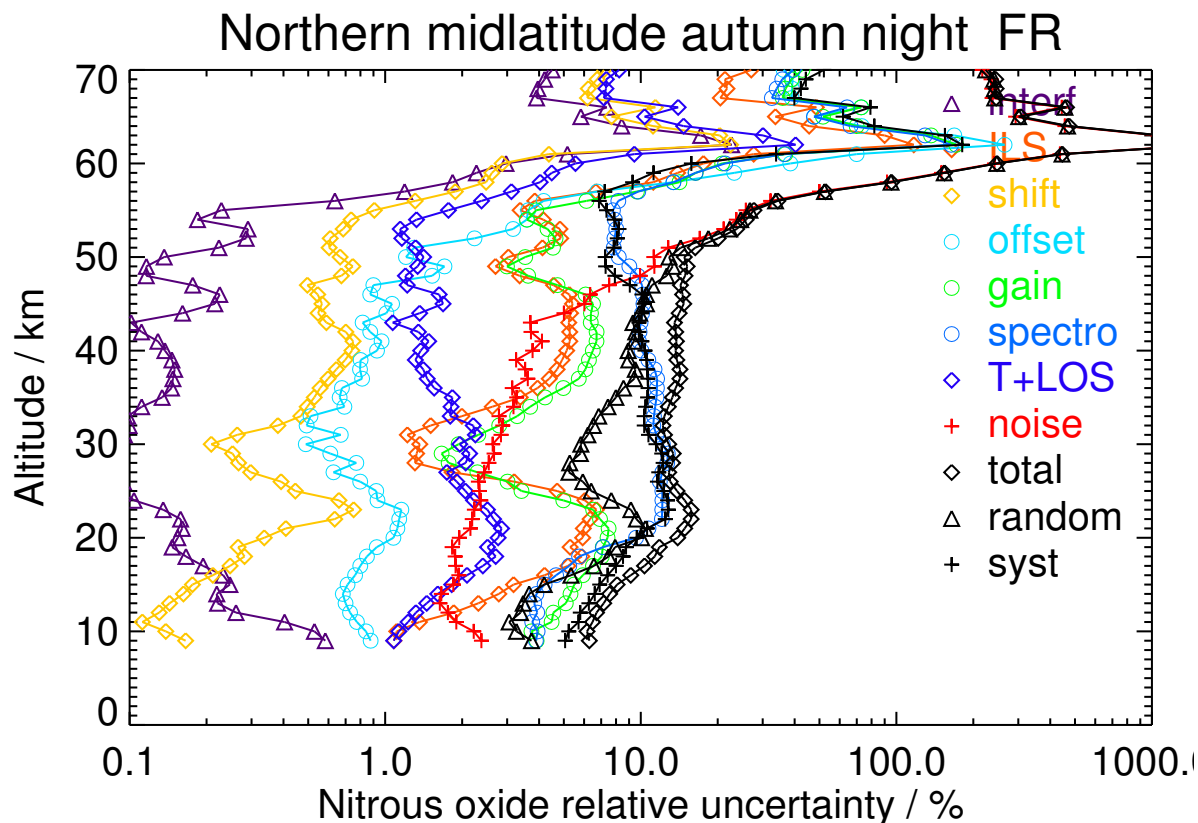 Northern midlatitude autumn night FR
70
60
50
40
30
20
10
0
Altitude / km
interf
ILS
shift
offset
gain
spectro
T+LOS
noise
total
random
syst
0.1 1.0 10.0 100.0 1000.0
Nitrous oxide relative uncertainty / %